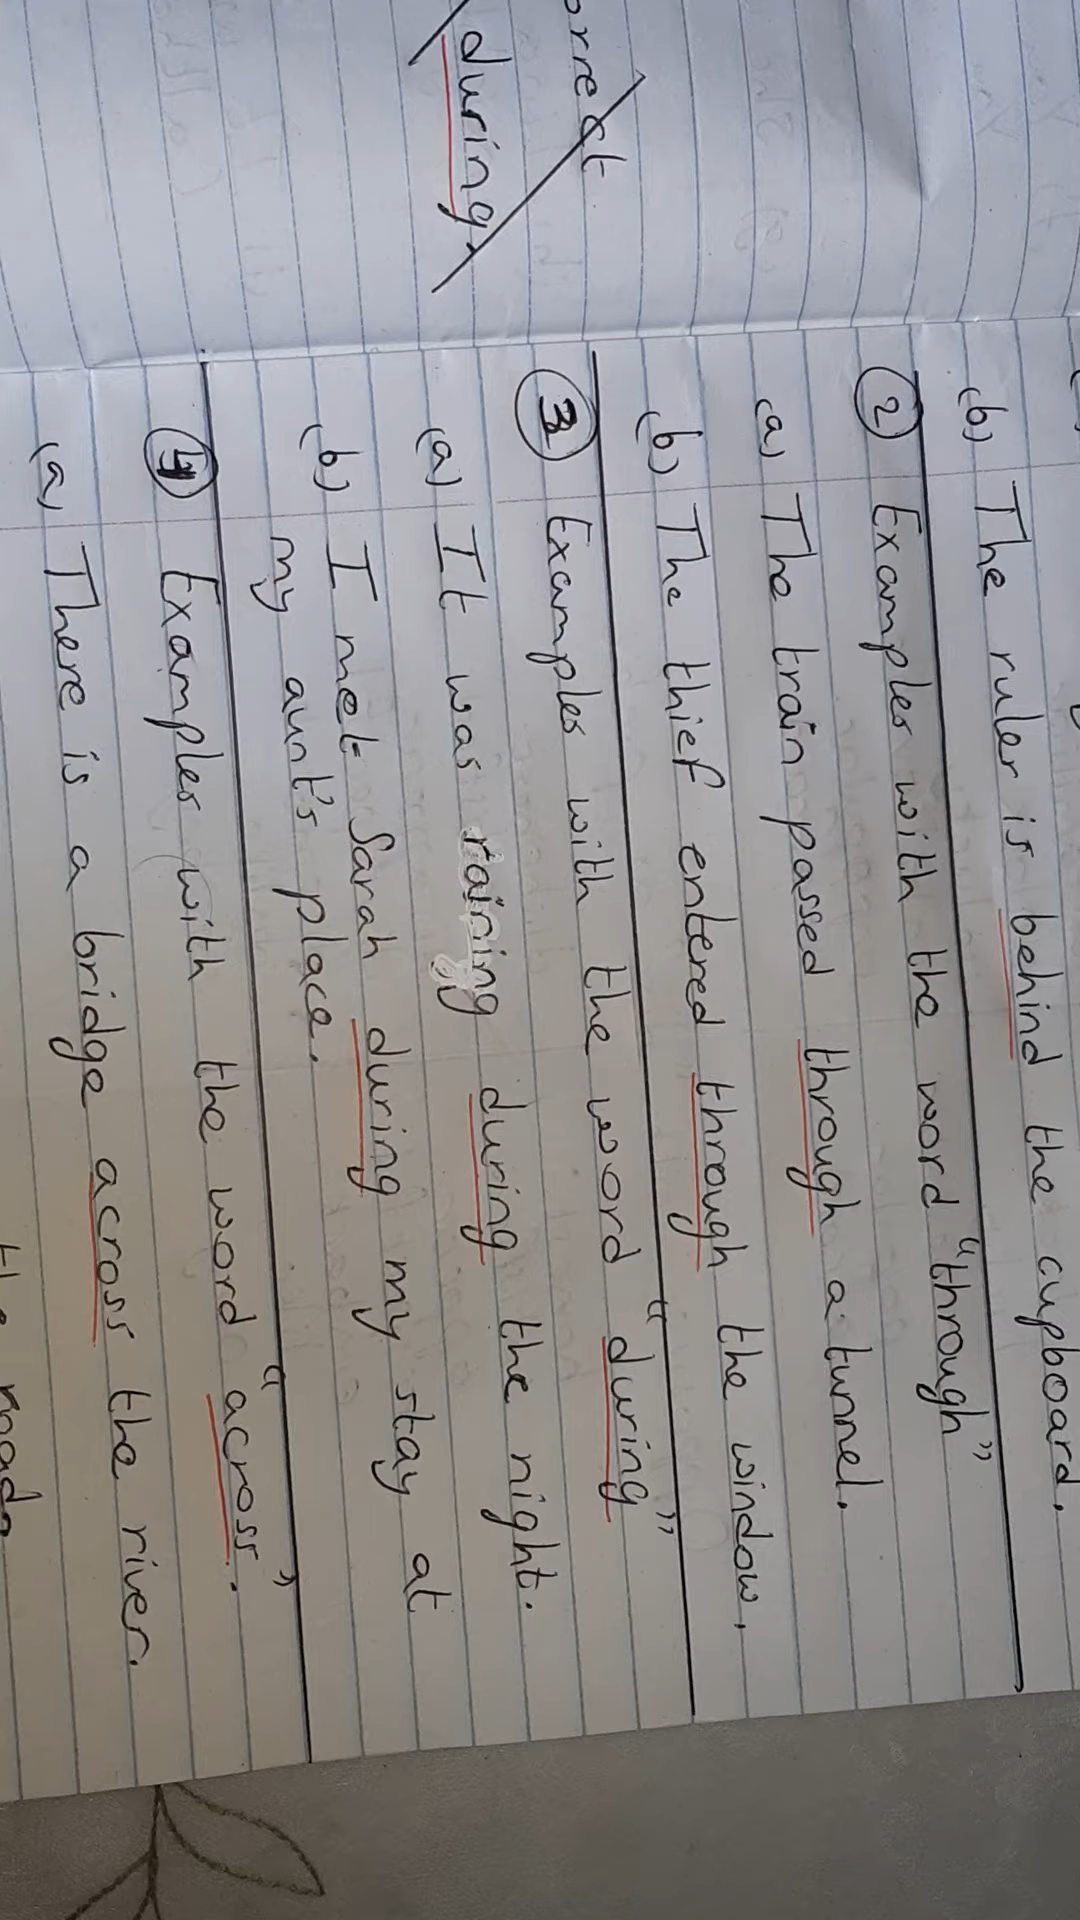 orrect
during.
(b) The ruler is behind the cupboard.
2 Examples with the word "through"
(a) The train passed through a tunnel.
(b) The thief entered through the window.
3 Examples with the word "during"
(a) It was raining during the night.
(b) I met Sarah during my stay at
my aunt's place.
4 Examples with the word "across".
(a) There is a bridge across the river.